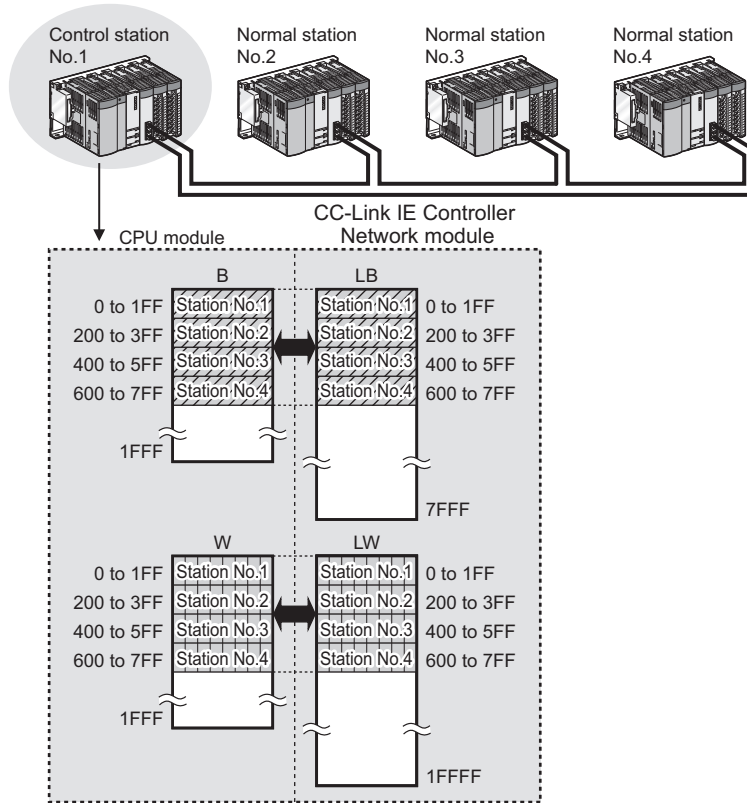 Control station
No.1
Normal station
No.2
Normal station
No.3
Normal station
No.4
CC-Link IE Controller
Network module
CPU module
B
LB
0 to 1FF Station No.1 Station No.1 0 to 1FF
200 to 3FF Station No.2 Station No.2 200 to 3FF
400 to 5FF Station No.3 Station No.3 400 to 5FF
600 to 7FF Station No.4 Station No.4 600 to 7FF
1FFF
7FFF
W
LW
0 to 1FF Station No.1 Station No.1 0 to 1FF
200 to 3FF Station No.2 Station No.2 200 to 3FF
400 to 5FF Station No.3 Station No.3 400 to 5FF
600 to 7FF Station No.4 Station No.4 600 to 7FF
1FFF
1FFFF